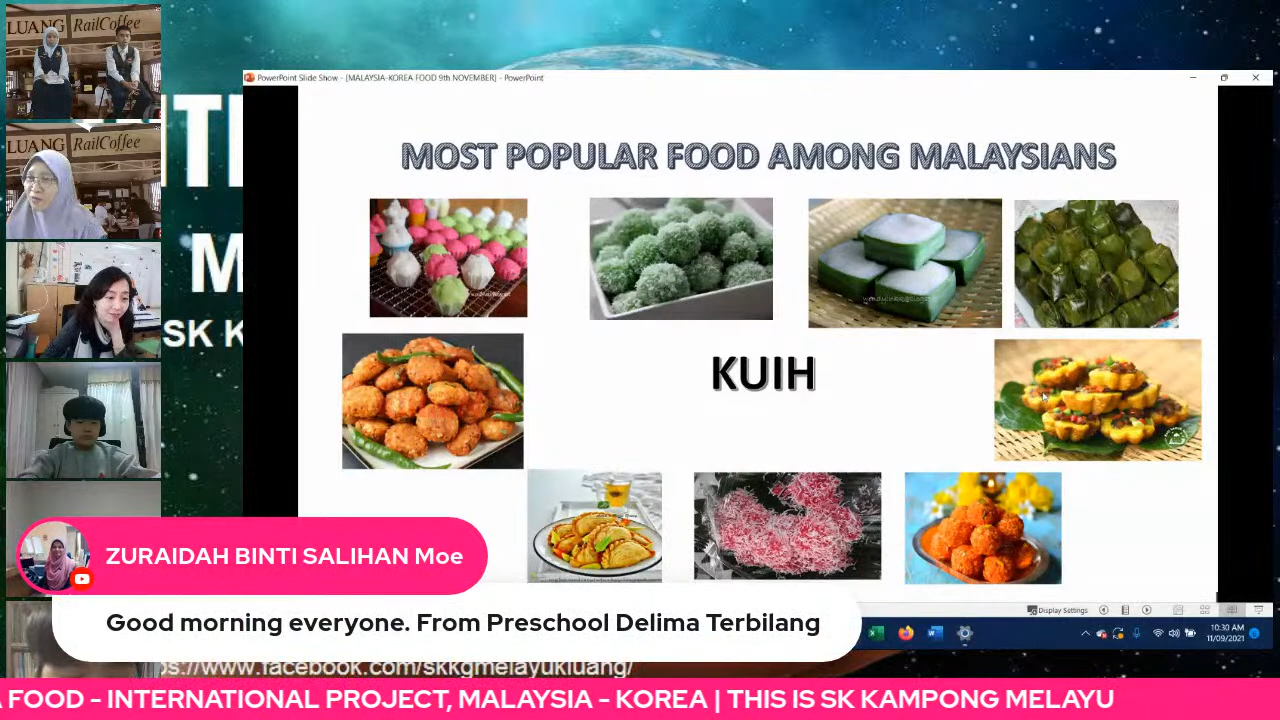 LUANG RailCoffee
LUANG RailCoffee
PowerPoint Slide Show - [MALAYSIA-KOREA FOOD 9th NOVEMBER] - PowerPoint
M
SK K
MOST POPULAR FOOD AMONG MALAYSIANS
KUIH
ZURAIDAH BINTI SALIHAN Moe
Good morning everyone. From Preschool Delima Terbilang
Display Settings
10:30 AM
11/09/2021
ps://www.facebook.com/skkgmelayukluang/
FOOD - INTERNATIONAL PROJECT, MALAYSIA - KOREA | THIS IS SK KAMPONG MELAYU